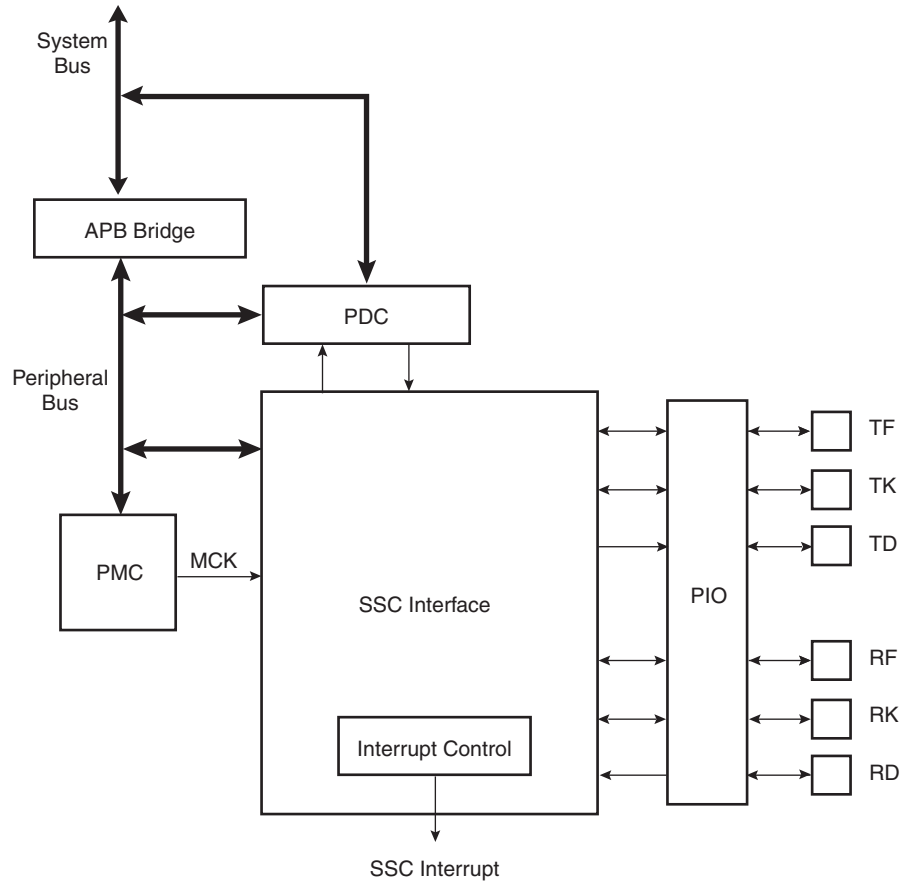 System
Bus
APB Bridge
PDC
Peripheral
Bus
PMC
MCK
SSC Interface
Interrupt Control
SSC Interrupt
PIO
TF
TK
TD
RF
RK
RD